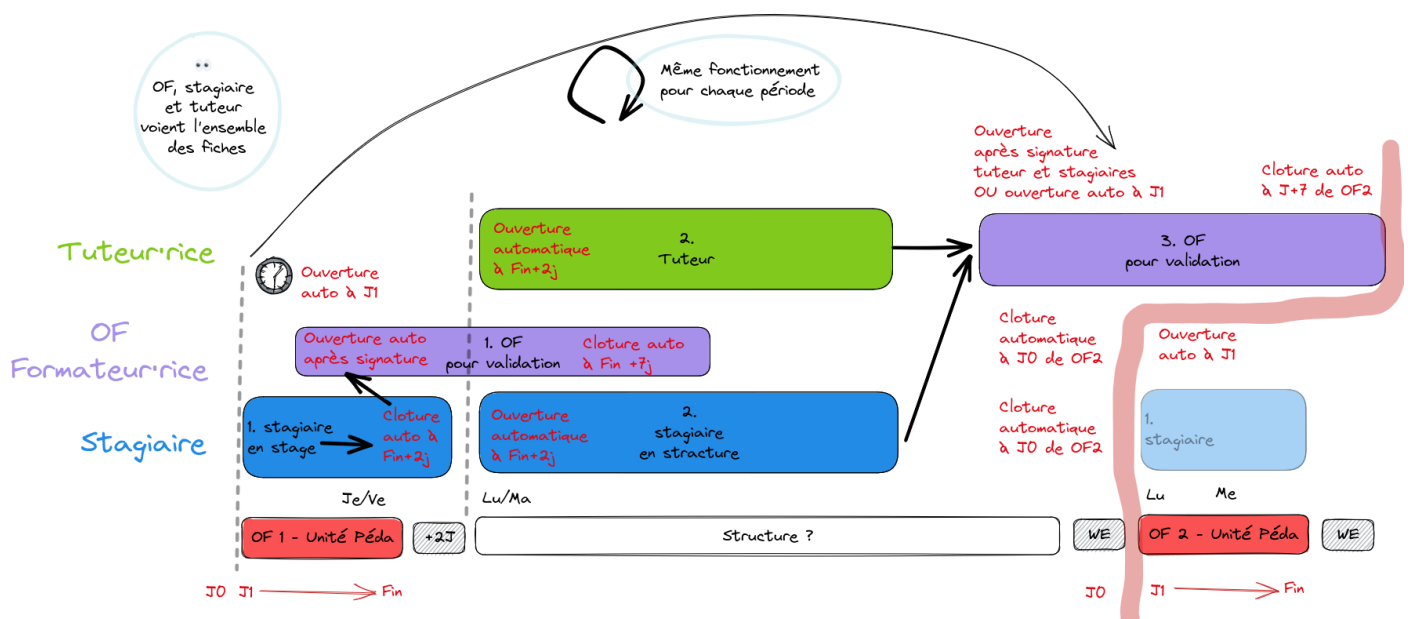 OF, stagiaire
et tuteur
voient l'ensemble
des fiches
Même fonctionnement
pour chaque période
Ouverture
après signature
tuteur et stagiaires
OU ouverture auto à J1
Cloture auto
à J+7 de OF2
Tuteur·rice
Ouverture
auto à J1
Ouverture
automatique
à Fin+2j
2.
Tuteur
3. OF
pour validation
OF
Formateur·rice
Ouverture auto
après signature
1. OF
pour validation
Cloture auto
à Fin +7j
Cloture
automatique
à J0 de OF2
Ouverture
auto à J1
Stagiaire
1. stagiaire
en stage
Cloture
auto à
Fin+2j
Ouverture
automatique
à Fin+2j
2.
stagiaire
en stracture
Cloture
automatique
à J0 de OF2
1.
stagiaire
Je/Ve
Lu/Ma
Lu
Me
OF 1 - Unité Péda
+2J
Structure ?
WE
OF 2 - Unité Péda
WE
J0 J1
Fin
J0
J1
Fin